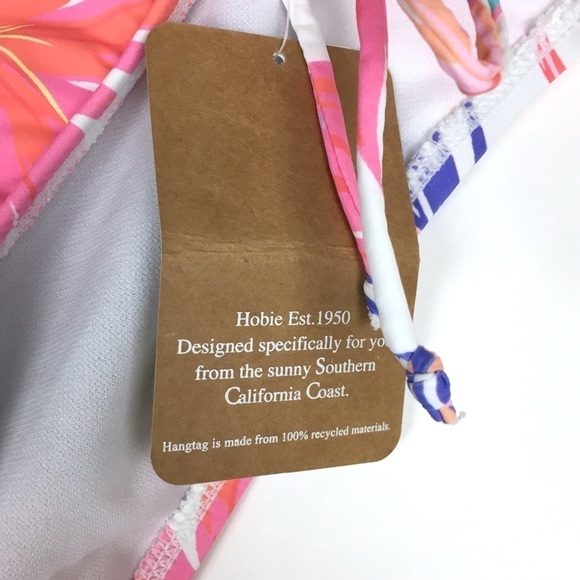 Hobie Est.1950
Designed specifically for yo
from the sunny Southern
California Coast.
Hangtag is made from 100% recycled materials.